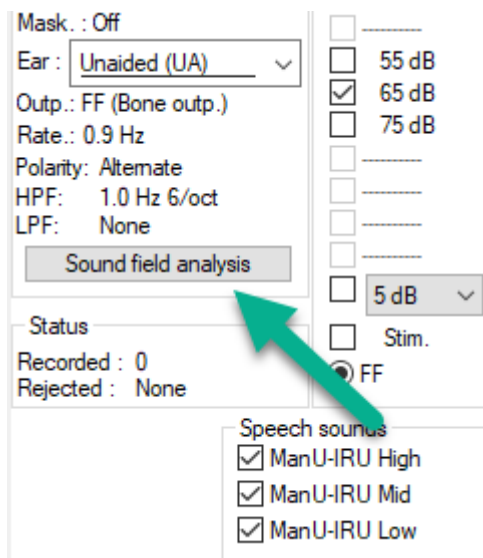 Mask. : Off
Ear : Unaided (UA)
Outp.: FF (Bone outp.)
Rate.: 0.9 Hz
Polarity: Alternate
HPF: 1.0 Hz 6/oct
LPF: None
Sound field analysis
Status
Recorded : 0
Rejected : None
----------
55 dB
65 dB
75 dB
----------
----------
----------
----------
5 dB
Stim.
FF
Speech sounds
ManU-IRU High
ManU-IRU Mid
ManU-IRU Low